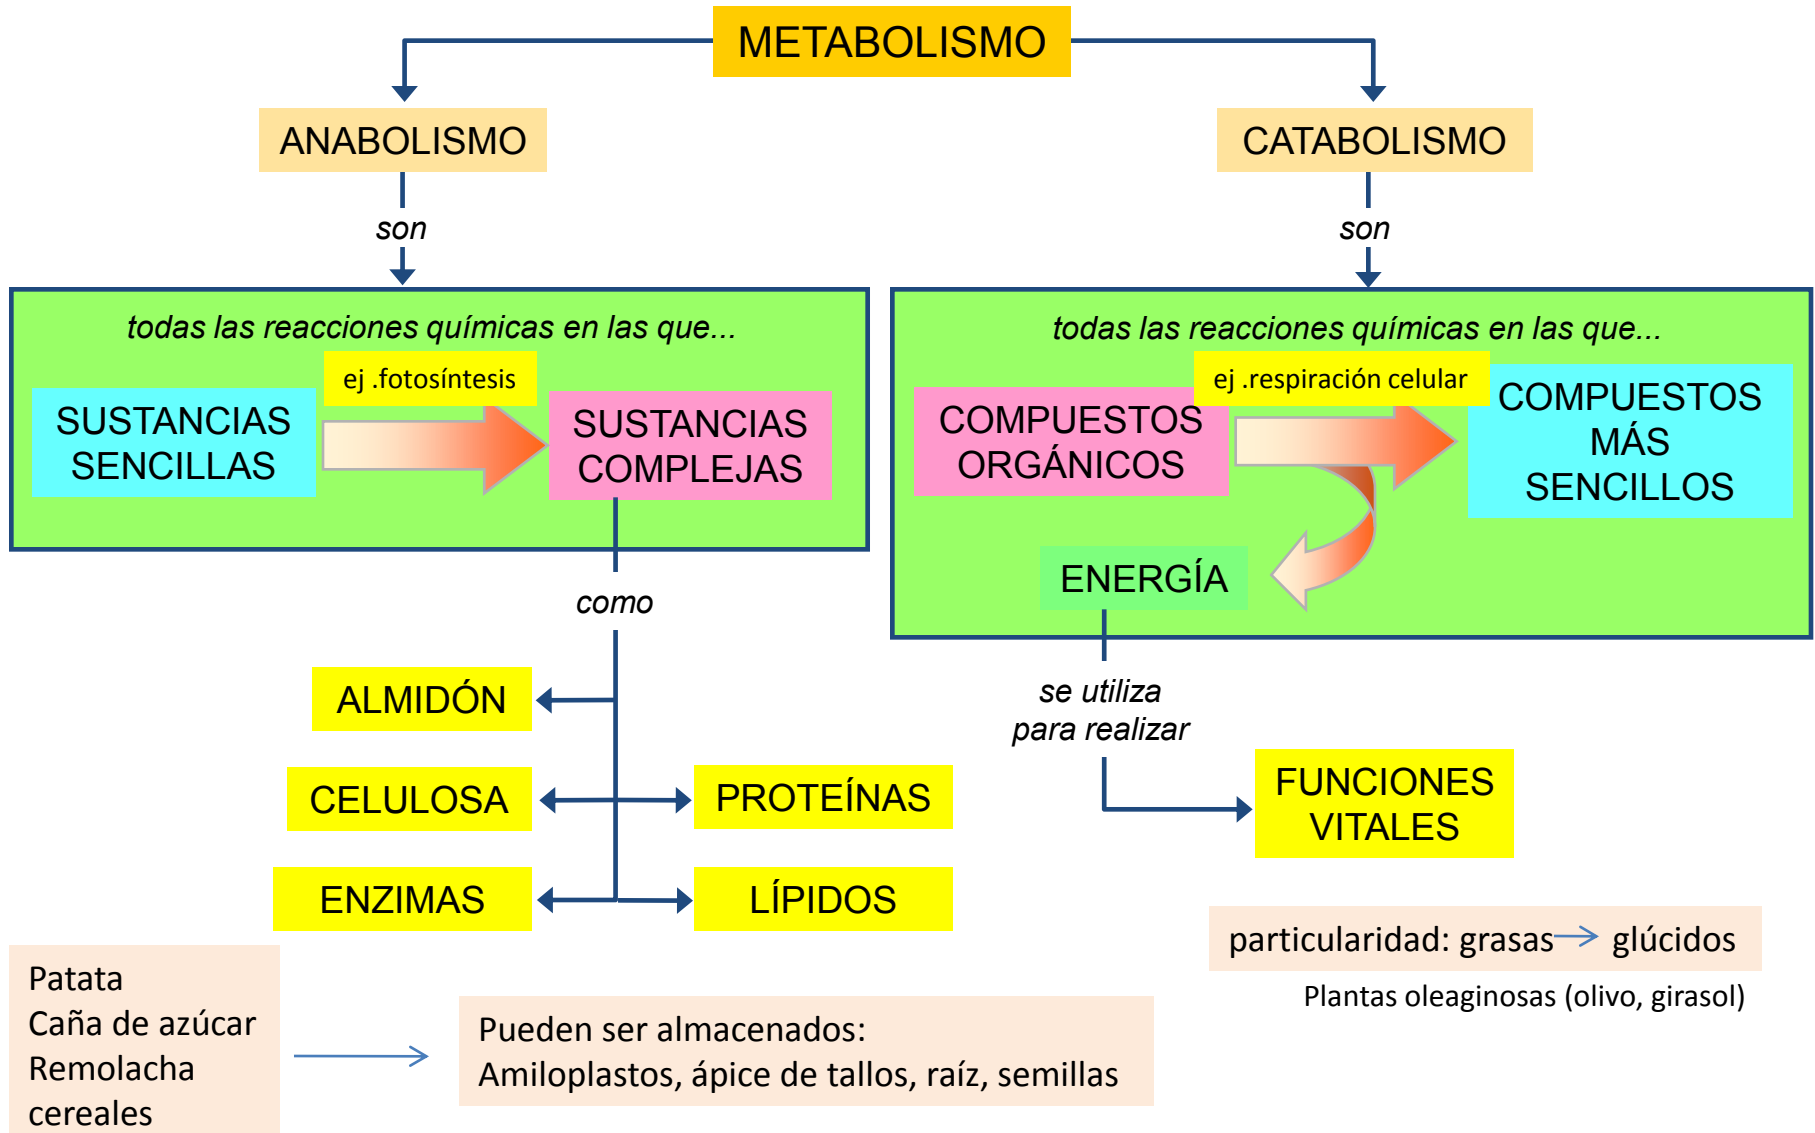 METABOLISMO
ANABOLISMO
CATABOLISMO
son
son
todas las reacciones químicas en las que...
ej .fotosíntesis
SUSTANCIAS
SENCILLAS
SUSTANCIAS
COMPLEJAS
todas las reacciones químicas en las que...
ej .respiración celular
COMPUESTOS
ORGÁNICOS
COMPUESTOS
MÁS
SENCILLOS
ENERGÍA
como
ALMIDÓN
CELULOSA
PROTEÍNAS
ENZIMAS
LÍPIDOS
se utiliza
para realizar
FUNCIONES
VITALES
particularidad: grasas glúcidos
Plantas oleaginosas (olivo, girasol)
Patata
Caña de azúcar
Remolacha
cereales
Pueden ser almacenados:
Amiloplastos, ápice de tallos, raíz, semillas